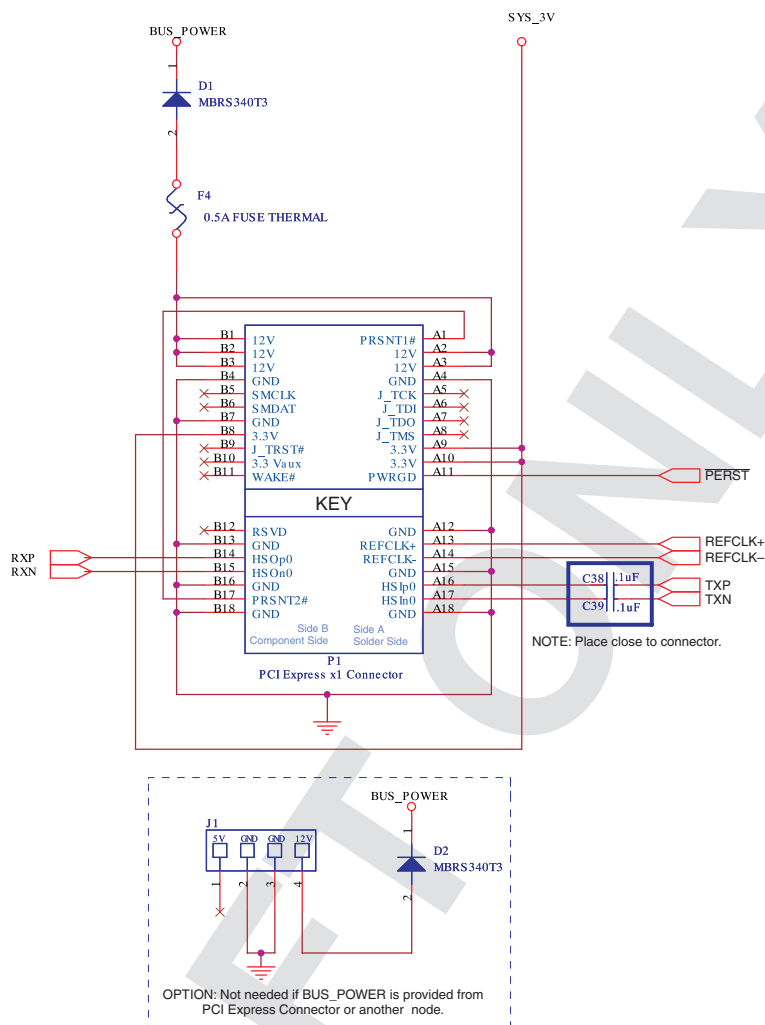 BUS_POWER
SYS_3V
1
D1
MBRS340T3
2
F4
0.5A FUSE THERMAL
B1 12V PRSNT1# A1
B2 12V 12V A2
B3 12V 12V A3
B4 GND GND A4
B5 SMCLK J_TCK A5
B6 SMDAT J_TDI A6
B7 GND J_TDO A7
B8 3.3V J_TMS A8
B9 J_TRST# 3.3V A9
B10 3.3 Vaux 3.3V A10
B11 WAKE# PWRGD A11 PERST
KEY
B12 RSVD GND A12
B13 GND REFCLK+ A13 REFCLK+
RXP B14 HSOp0 REFCLK- A14 REFCLK–
RXN B15 HSOn0 GND A15
B16 GND HSIp0 A16 C38 .1uF TXP
B17 PRSNT2# HSIn0 A17 C39 .1uF TXN
B18 GND GND A18
Side B Side A
Component Side Solder Side
NOTE: Place close to connector.
P1
PCI Express x1 Connector
BUS_POWER
J1
5V GND GND 12V
1 2 3 4
1
D2
MBRS340T3
2
OPTION: Not needed if BUS_POWER is provided from
PCI Express Connector or another node.